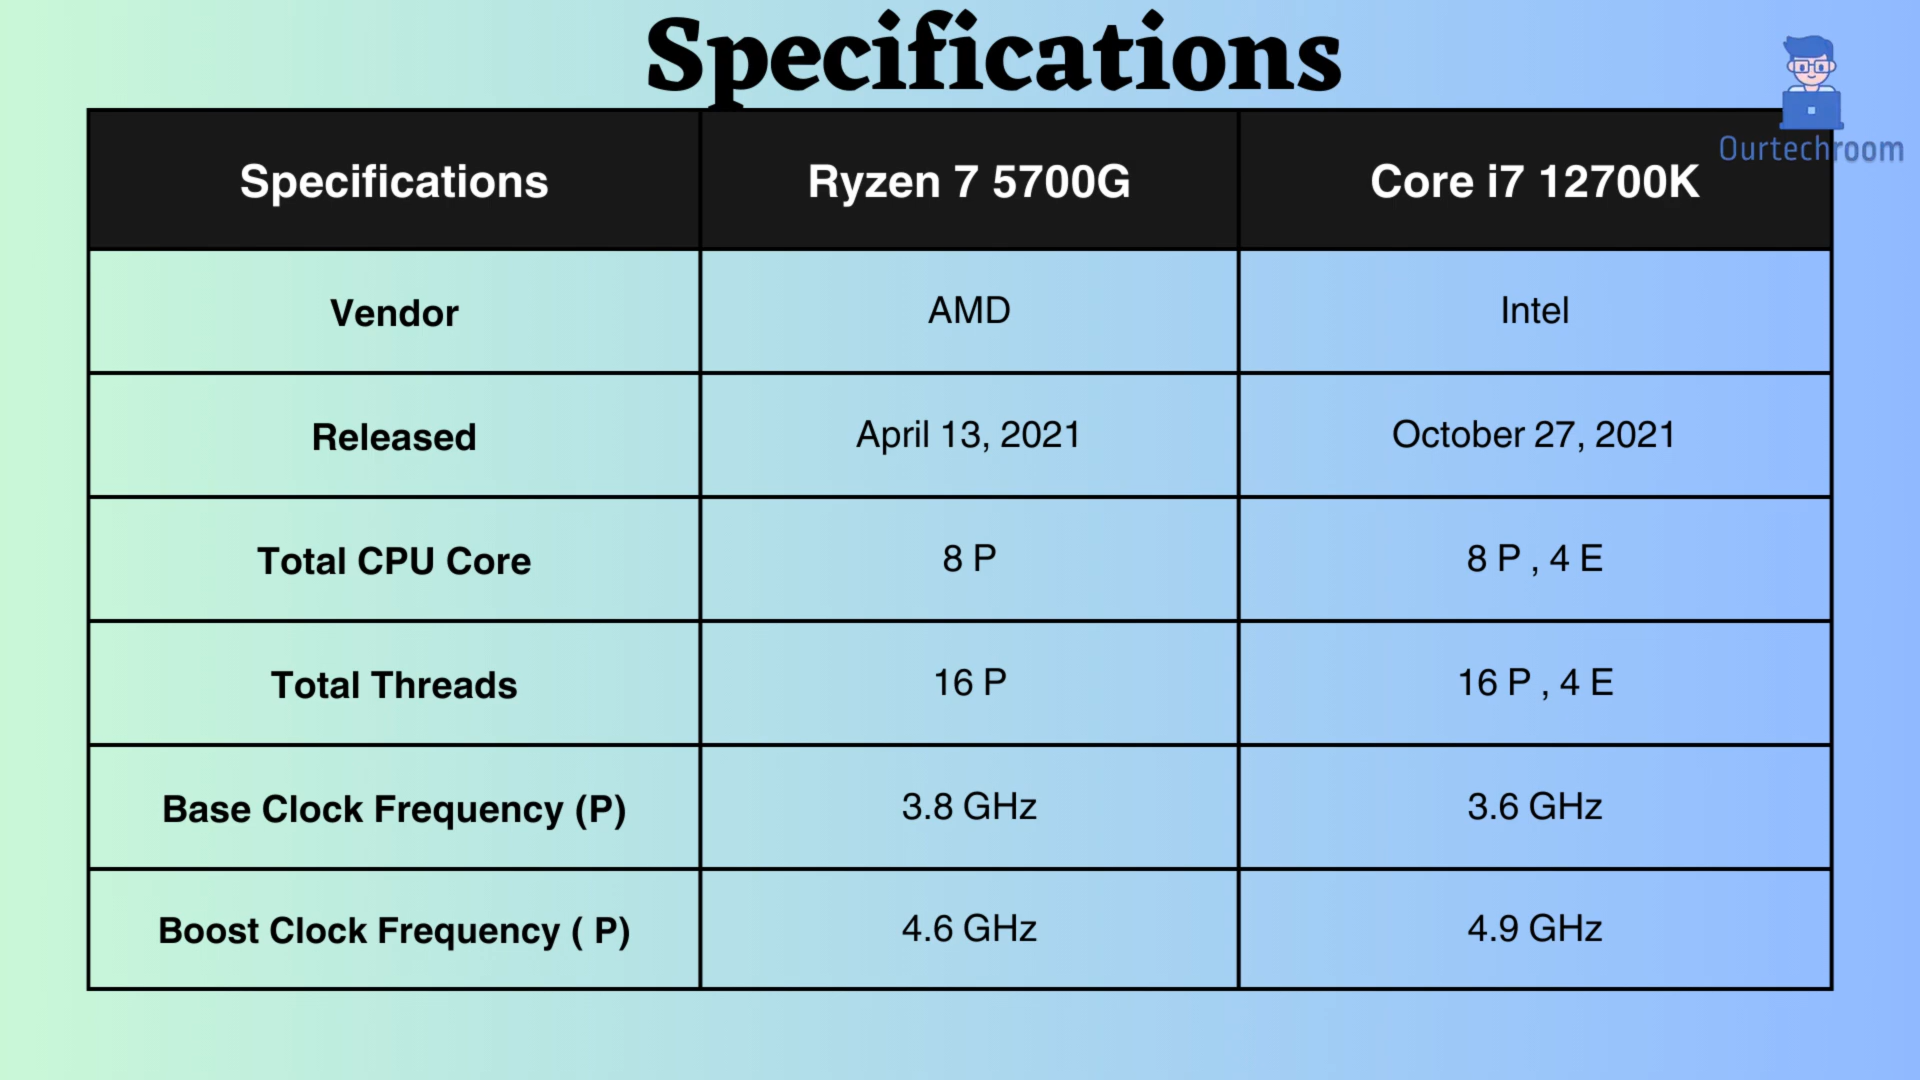 Specifications
Ourtechroom
Specifications Ryzen 7 5700G Core i7 12700K
Vendor AMD Intel
Released April 13, 2021 October 27, 2021
Total CPU Core 8 P 8 P , 4 E
Total Threads 16 P 16 P , 4 E
Base Clock Frequency (P) 3.8 GHz 3.6 GHz
Boost Clock Frequency ( P) 4.6 GHz 4.9 GHz